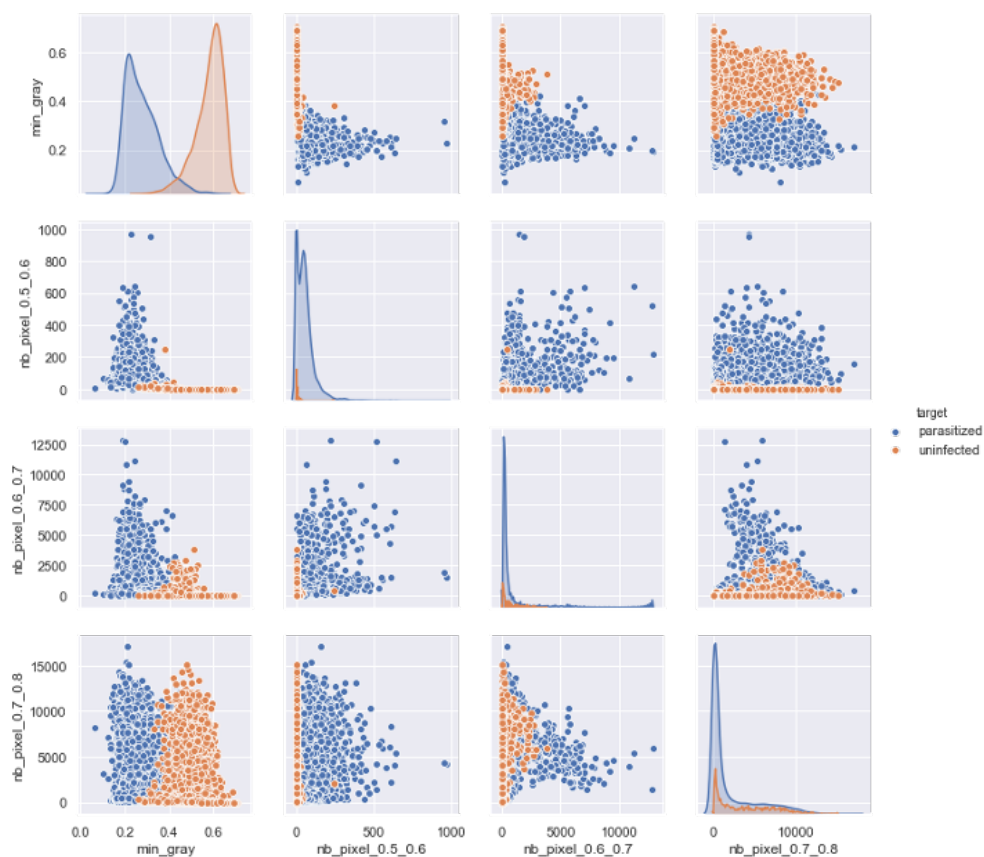 min_gray
0.6
0.4
0.2
nb_pixel_0.5_0.6
1000
800
600
400
200
0
target
parasitized
uninfected
nb_pixel_0.6_0.7
12500
10000
7500
5000
2500
0
nb_pixel_0.7_0.8
15000
10000
5000
0
0.0 0.2 0.4 0.6
0 500 1000
0 5000 10000
0 10000
min_gray nb_pixel_0.5_0.6 nb_pixel_0.6_0.7 nb_pixel_0.7_0.8